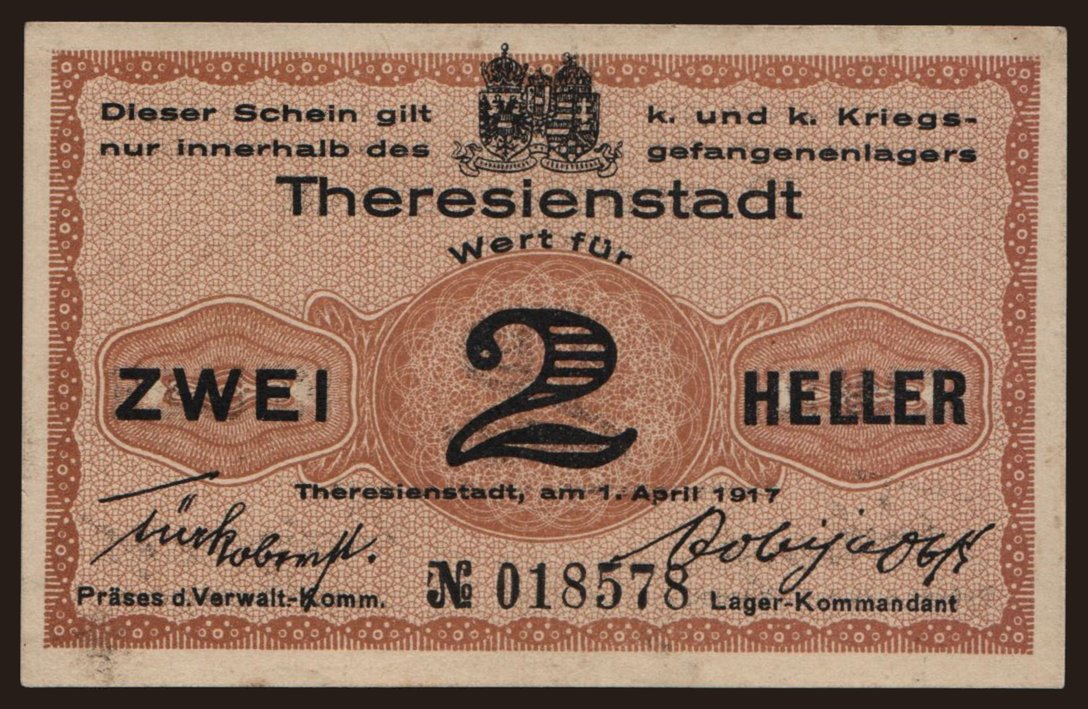 Dieser Schein gilt k. und k. Kriegs-
nur innerhalb des gefangenenlagers
Theresienstadt
Wert für
ZWEI 2 HELLER
Theresienstadt, am 1. April 1917
Präses d. Verwalt.-Komm. № 018578 Lager-Kommandant